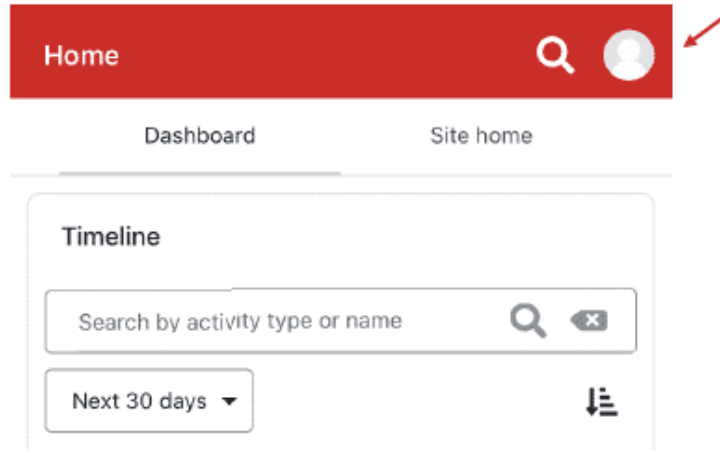 Home
Dashboard Site home
Timeline
Search by activity type or name
Next 30 days